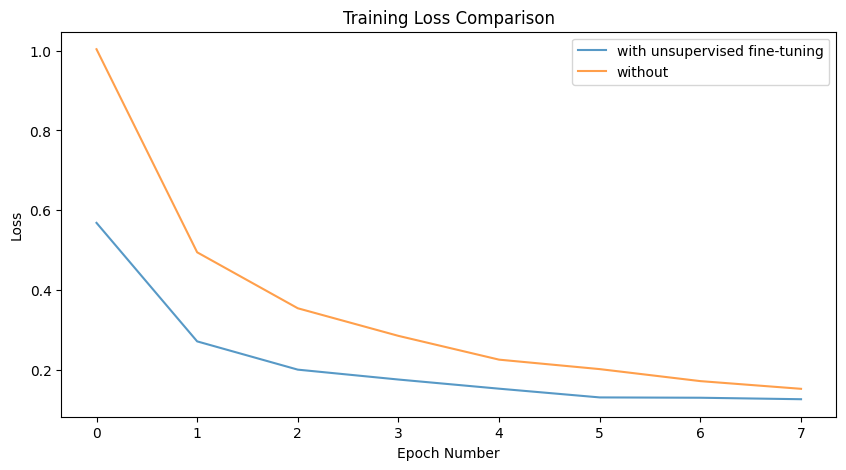 Training Loss Comparison
with unsupervised fine-tuning
without
1.0
0.8
0.6
0.4
0.2
Loss
0 1 2 3 4 5 6 7
Epoch Number